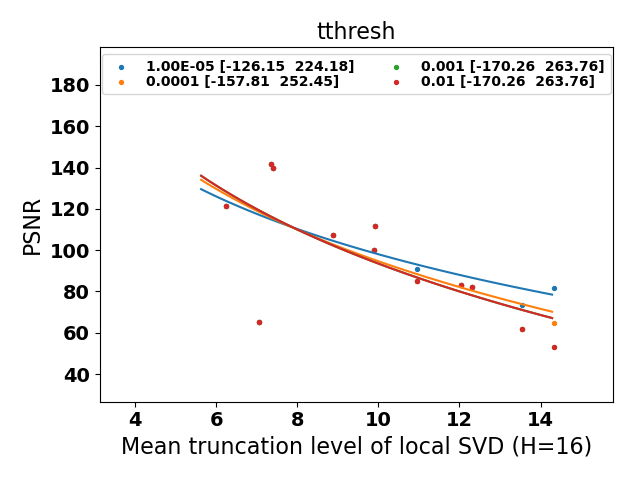 tthresh
1.00E-05 [-126.15  224.18]
0.0001 [-157.81  252.45]
0.001 [-170.26  263.76]
0.01 [-170.26  263.76]
PSNR
180
160
140
120
100
80
60
40
4 6 8 10 12 14
Mean truncation level of local SVD (H=16)